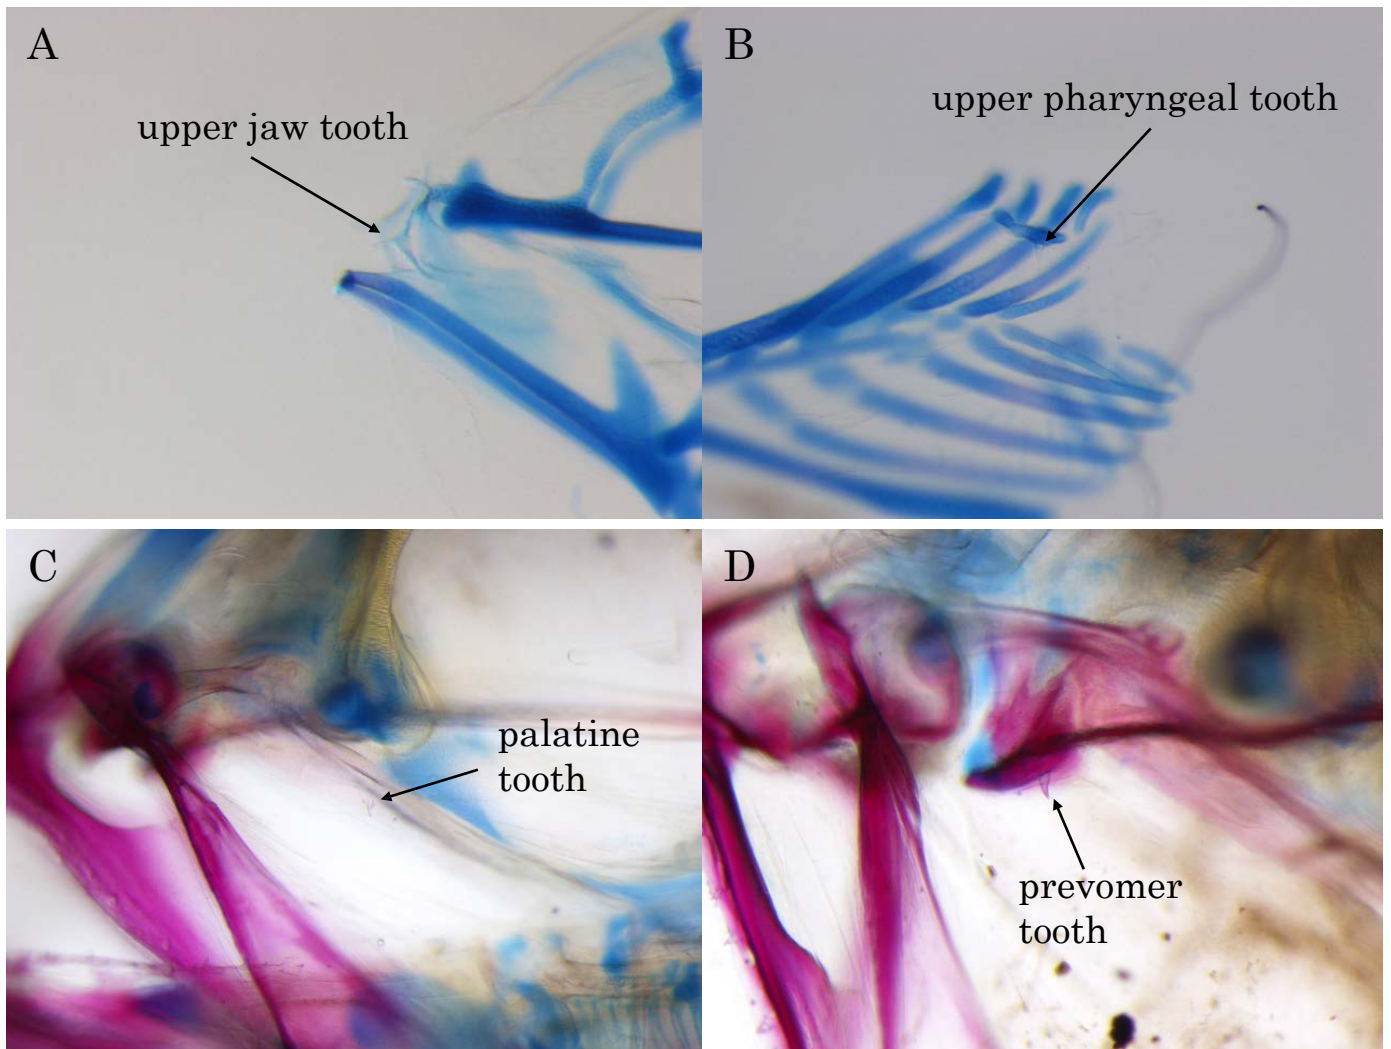 A
upper jaw tooth
B
upper pharyngeal tooth
C
palatine
tooth
D
prevomer
tooth